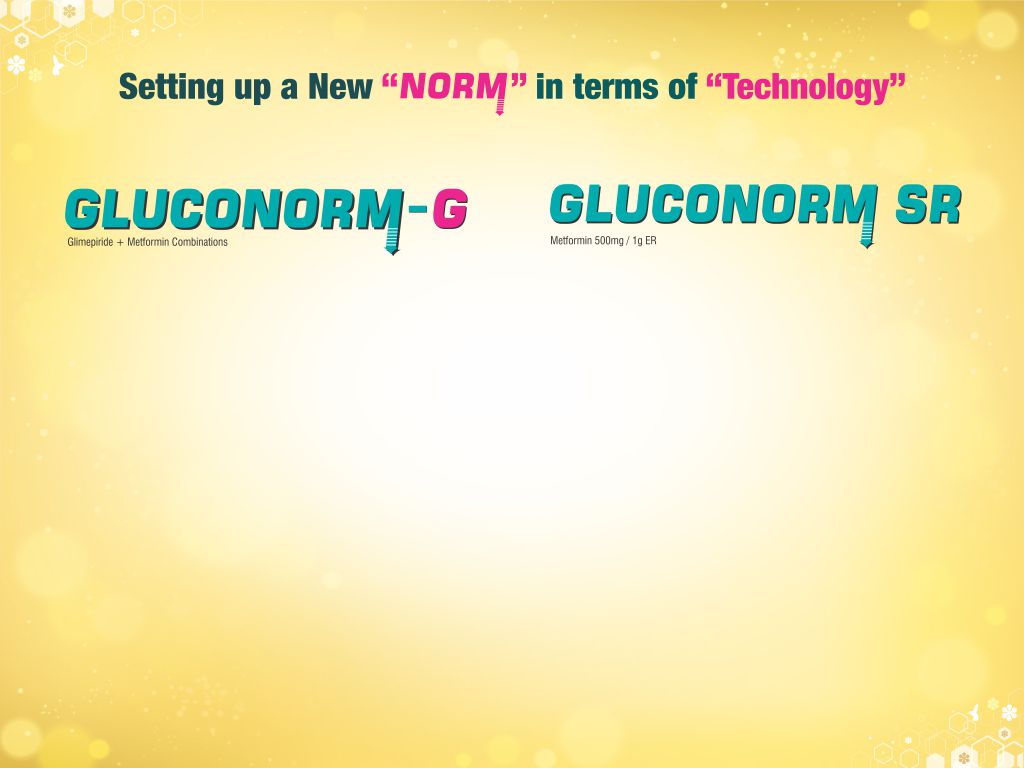 Setting up a New “NORM” in terms of “Technology”
GLUCONORM-G
Glimepiride + Metformin Combinations
GLUCONORM SR
Metformin 500mg / 1g ER